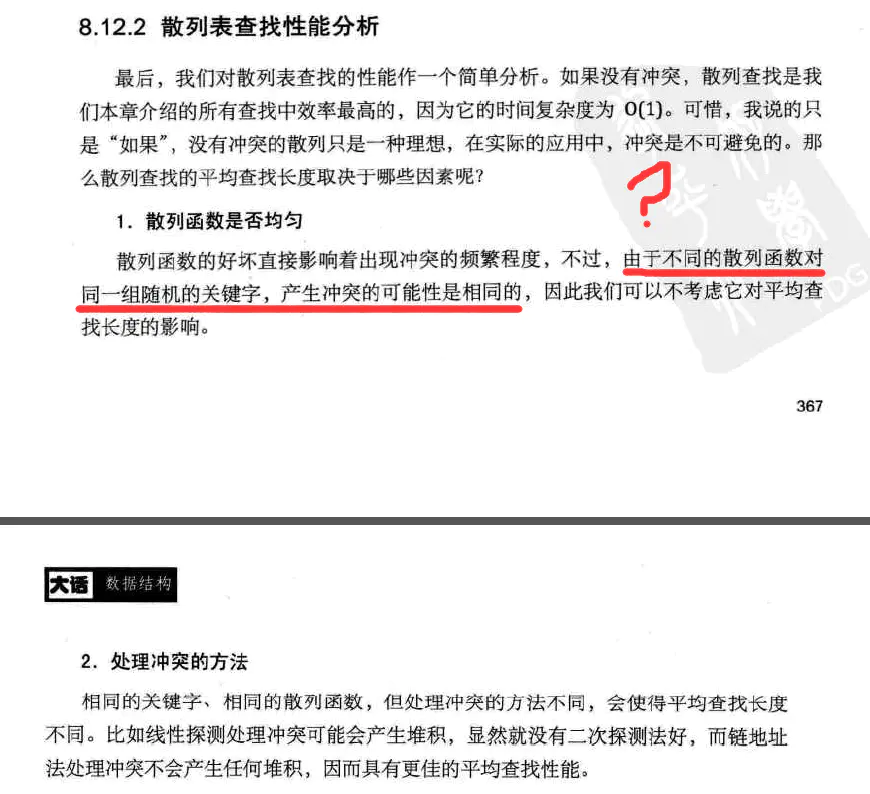 8.12.2 散列表查找性能分析
最后，我们对散列表查找的性能作一个简单分析。如果没有冲突，散列查找是我
们本章介绍的所有查找中效率最高的，因为它的时间复杂度为 O(1)。可惜，我说的只
是“如果”，没有冲突的散列只是一种理想，在实际的应用中，冲突是不可避免的。那
么散列查找的平均查找长度取决于哪些因素呢？
?
1．散列函数是否均匀
散列函数的好坏直接影响着出现冲突的频繁程度，不过，由于不同的散列函数对
同一组随机的关键字，产生冲突的可能性是相同的，因此我们可以不考虑它对平均查
找长度的影响。
367
大话 数据结构
2．处理冲突的方法
相同的关键字、相同的散列函数，但处理冲突的方法不同，会使得平均查找长度
不同。比如线性探测处理冲突可能会产生堆积，显然就没有二次探测法好，而链地址
法处理冲突不会产生任何堆积，因而具有更佳的平均查找性能。